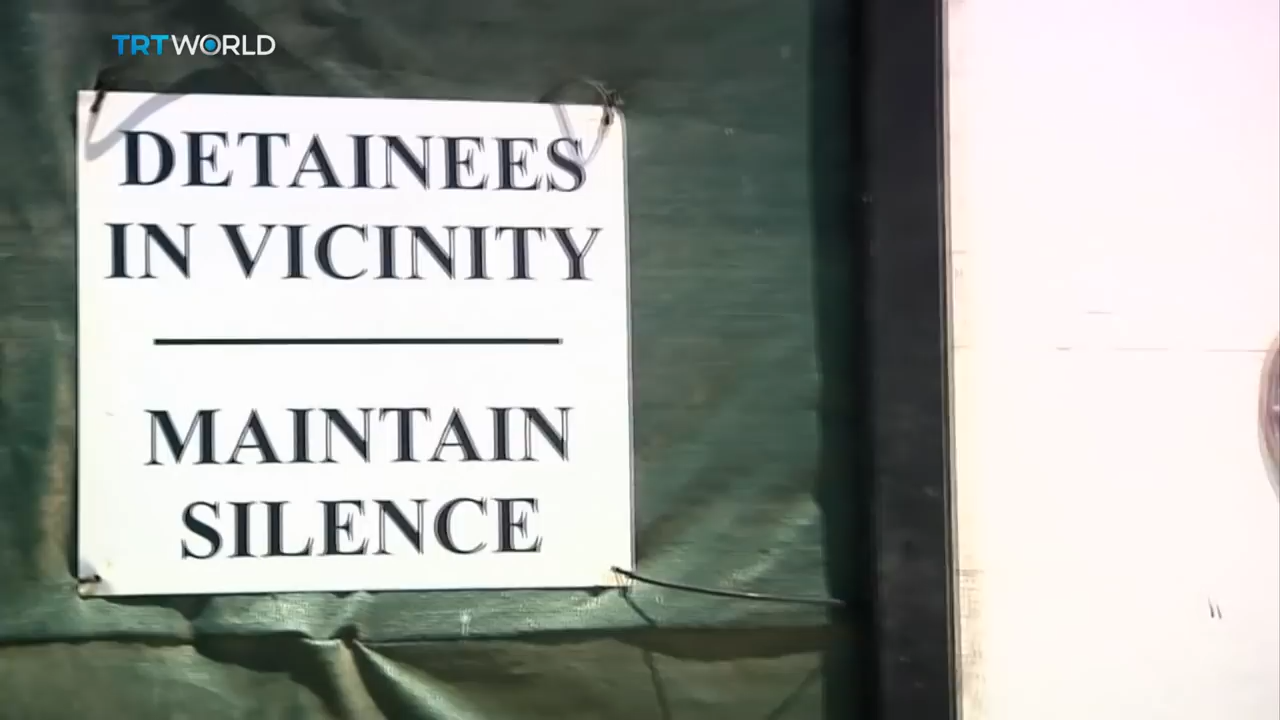 TRT WORLD
DETAINEES
IN VICINITY
MAINTAIN
SILENCE